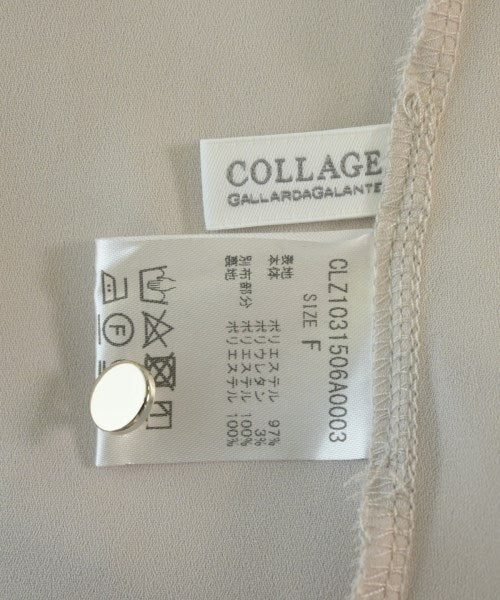 COLLAGE
GALLARDAGALANTE
CLZ1031506A0003
SIZE F
表地
本体 ポリエステル 97%
ポリウレタン 3%
別布部分 ポリエステル 100%
裏地 ポリエステル 100%
F